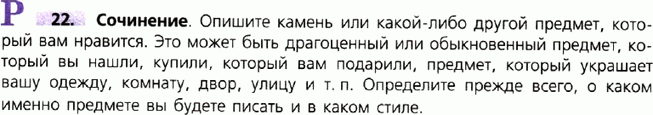 Р 22. Сочинение. Опишите камень или какой-либо другой предмет, кото-
рый вам нравится. Это может быть драгоценный или обыкновенный предмет, ко-
торый вы нашли, купили, который вам подарили, предмет, который украшает
вашу одежду, комнату, двор, улицу и т. п. Определите прежде всего, о каком
именно предмете вы будете писать и в каком стиле.